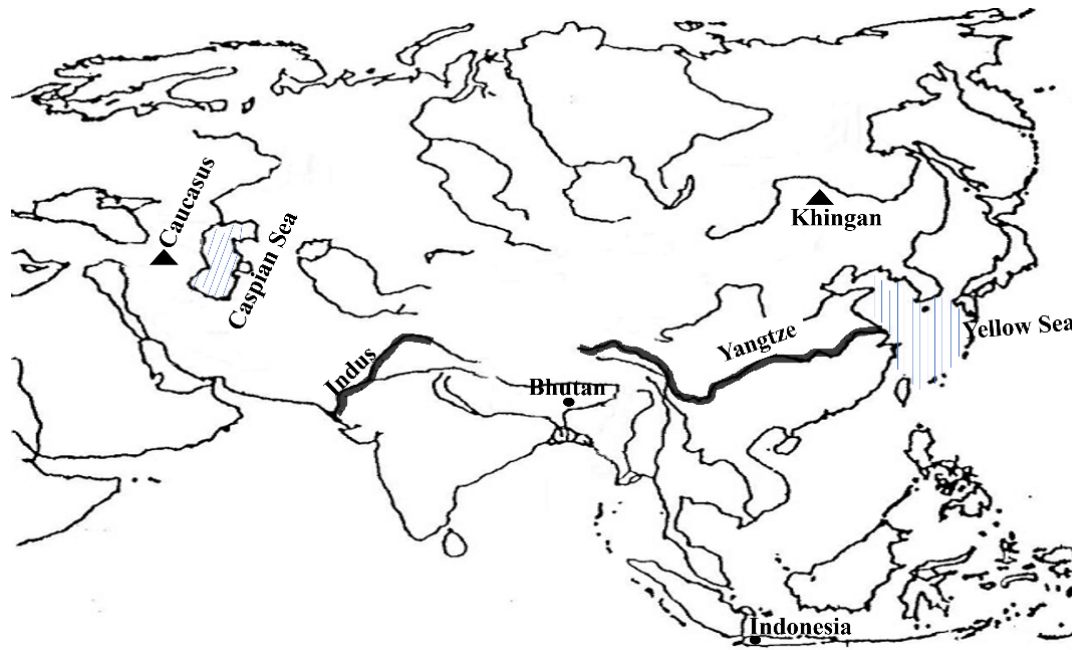 Caucasus
Khingan
Caspian Sea
Yellow Sea
Yangtze
Indus
Bhutan
Indonesia